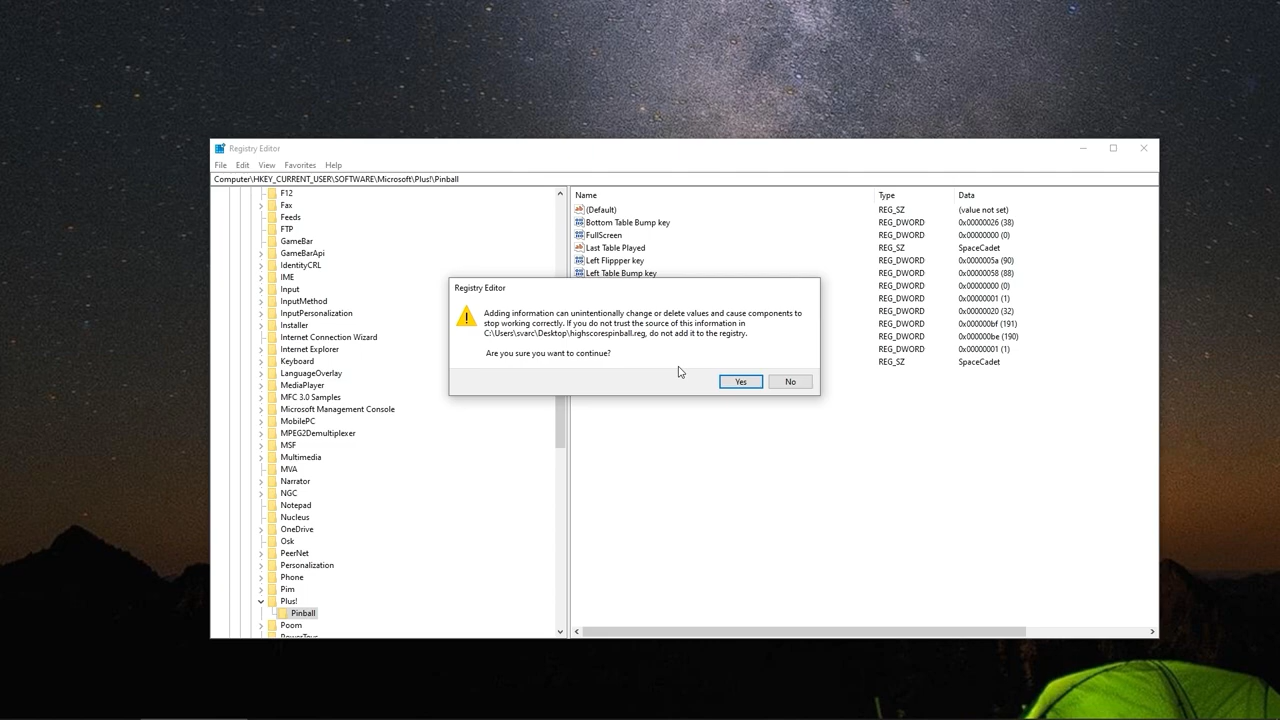 Registry Editor
File Edit View Favorites Help
Computer\HKEY_CURRENT_USER\SOFTWARE\Microsoft\Plus!\Pinball
F12
Fax
Feeds
FTP
GameBar
GameBarApi
IdentityCRL
IME
Input
InputMethod
InputPersonalization
Installer
Internet Connection Wizard
Internet Explorer
Keyboard
LanguageOverlay
MediaPlayer
MFC 3.0 Samples
Microsoft Management Console
MobilePC
MPEG2Demultiplexer
MSF
Multimedia
MVA
Narrator
NGC
Notepad
Nucleus
OneDrive
Osk
PeerNet
Personalization
Phone
Pim
Plus!
Pinball
Poom
PowerToys
Name Type Data
(Default) REG_SZ (value not set)
Bottom Table Bump key REG_DWORD 0x00000026 (38)
FullScreen REG_DWORD 0x00000000 (0)
Last Table Played REG_SZ SpaceCadet
Left Flippper key REG_DWORD 0x0000005a (90)
Left Table Bump key REG_DWORD 0x00000058 (88)
REG_DWORD 0x00000000 (0)
REG_DWORD 0x00000001 (1)
REG_DWORD 0x00000020 (32)
REG_DWORD 0x000000bf (191)
REG_DWORD 0x000000be (190)
REG_DWORD 0x00000001 (1)
REG_SZ SpaceCadet
Registry Editor
Adding information can unintentionally change or delete values and cause components to
stop working correctly. If you do not trust the source of this information in
C:\Users\svarc\Desktop\highscorespinball.reg, do not add it to the registry.
Are you sure you want to continue?
Yes No